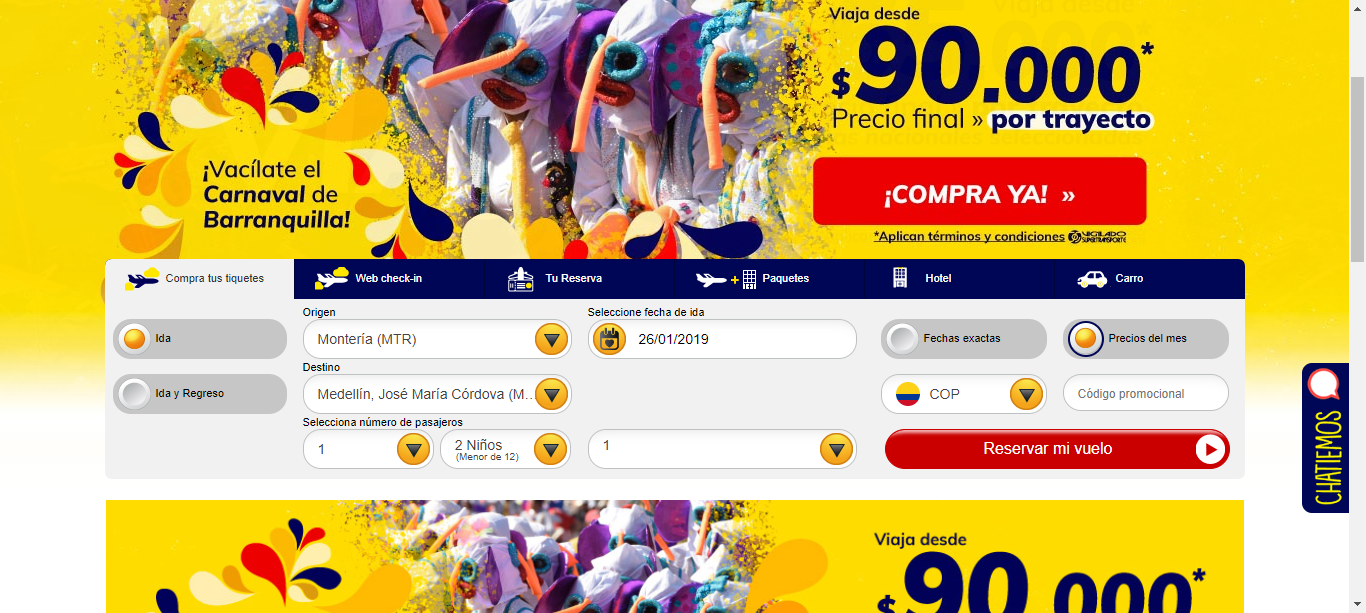 Viaja desde
$90.000*
Precio final » por trayecto
¡Vacílate el
Carnaval de
Barranquilla!
¡COMPRA YA! »
*Aplican términos y condiciones VIGILADO SUPERTRANSPORTE
Compra tus tiquetes Web check-in Tu Reserva + Paquetes Hotel Carro
Origen Seleccione fecha de ida
Ida Montería (MTR) 26/01/2019 Fechas exactas Precios del mes
Destino
Ida y Regreso Medellín, José María Córdova (M... COP Código promocional
Selecciona número de pasajeros
1 2 Niños 1 Reservar mi vuelo
(Menor de 12)
CHATIEMOS
Viaja desde
$90.000*